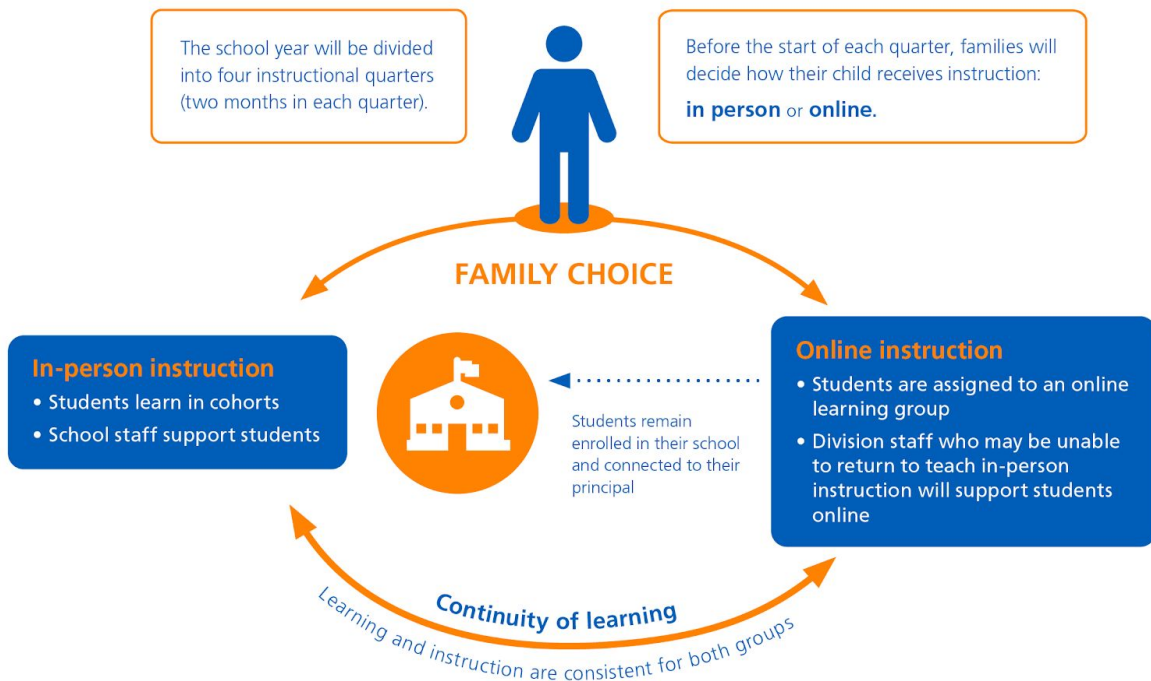 The school year will be divided
into four instructional quarters
(two months in each quarter).
Before the start of each quarter, families will
decide how their child receives instruction:
in person or online.
FAMILY CHOICE
In-person instruction
• Students learn in cohorts
• School staff support students
Students remain
enrolled in their school
and connected to their
principal
Online instruction
• Students are assigned to an online
learning group
• Division staff who may be unable
to return to teach in-person
instruction will support students
online
Continuity of learning
Learning and instruction are consistent for both groups